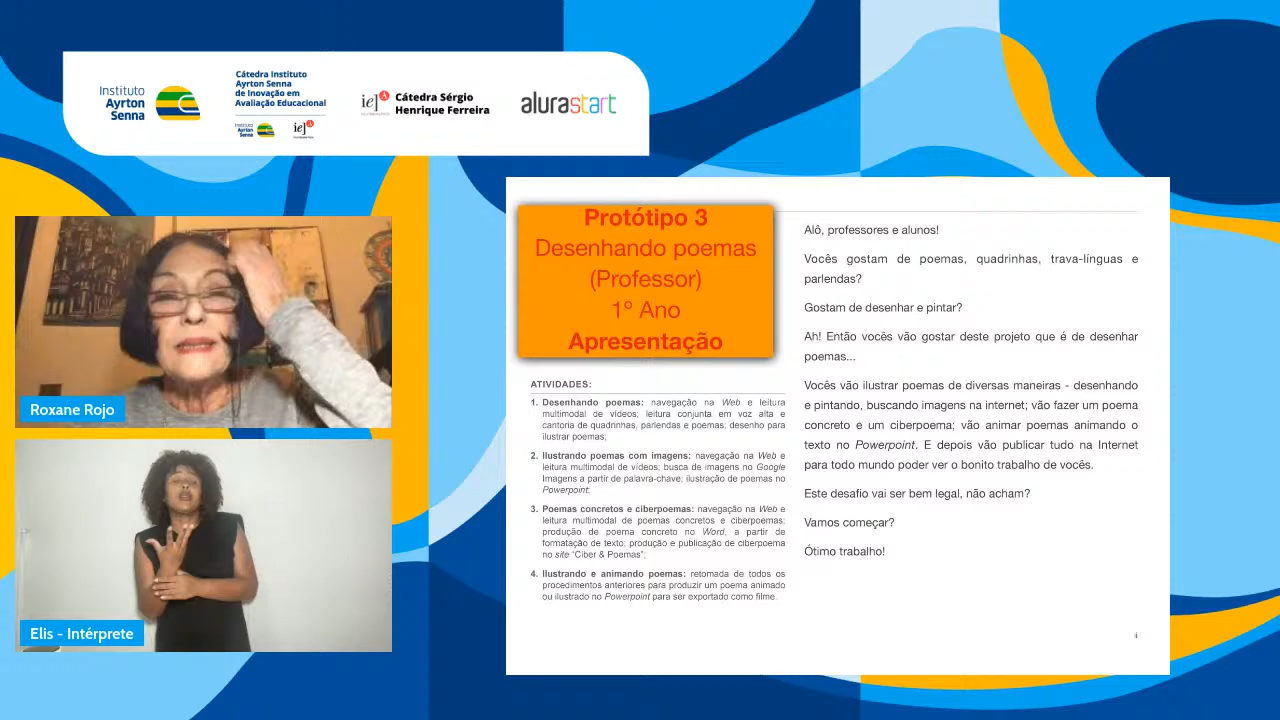 Instituto
Ayrton
Senna
Cátedra Instituto
Ayrton Senna
de Inovação em
Avaliação Educacional
Instituto
Ayrton
Senna
iea
iea
Cátedra Sérgio
Henrique Ferreira
alurastart
Roxane Rojo
Elis - Intérprete
Protótipo 3
Desenhando poemas
(Professor)
1º Ano
Apresentação
ATIVIDADES:
1. Desenhando poemas: navegação na Web e leitura
multimodal de vídeos; leitura conjunta em voz alta e
cantoria de quadrinhas, parlendas e poemas; desenho para
ilustrar poemas;
2. Ilustrando poemas com imagens: navegação na Web e
leitura multimodal de vídeos; busca de imagens no Google
Imagens a partir de palavra-chave; ilustração de poemas no
Powerpoint;
3. Poemas concretos e ciberpoemas: navegação na Web e
leitura multimodal de poemas concretos e ciberpoemas;
produção de poema concreto no Word, a partir de
formatação de texto; produção e publicação de ciberpoema
no site "Ciber & Poemas";
4. Ilustrando e animando poemas: retomada de todos os
procedimentos anteriores para produzir um poema animado
ou ilustrado no Powerpoint para ser exportado como filme.
Alô, professores e alunos!
Vocês gostam de poemas, quadrinhas, trava-línguas e
parlendas?
Gostam de desenhar e pintar?
Ah! Então vocês vão gostar deste projeto que é de desenhar
poemas...
Vocês vão ilustrar poemas de diversas maneiras - desenhando
e pintando, buscando imagens na internet; vão fazer um poema
concreto e um ciberpoema; vão animar poemas animando o
texto no Powerpoint. E depois vão publicar tudo na Internet
para todo mundo poder ver o bonito trabalho de vocês.
Este desafio vai ser bem legal, não acham?
Vamos começar?
Ótimo trabalho!
ii